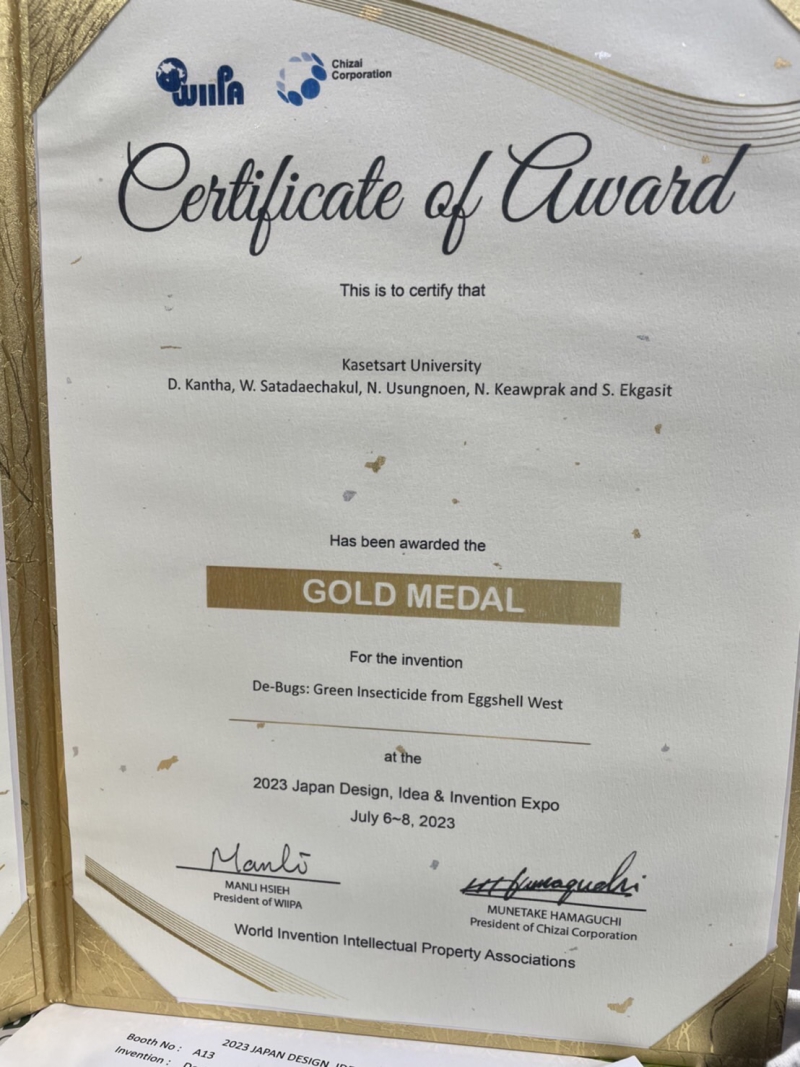 WIIPA
Chizai
Corporation
Certificate of Award
This is to certify that
Kasetsart University
D. Kantha, W. Satadaechakul, N. Usungnoen, N. Keawprak and S. Ekgasit
Has been awarded the
GOLD MEDAL
For the invention
De-Bugs: Green Insecticide from Eggshell West
at the
2023 Japan Design, Idea & Invention Expo
July 6~8, 2023
Manli
MANLI HSIEH
President of WIIPA
M Hamaguchi
MUNETAKE HAMAGUCHI
President of Chizai Corporation
World Invention Intellectual Property Associations
Booth No : A13
2023 JAPAN DESIGN,
Invention :